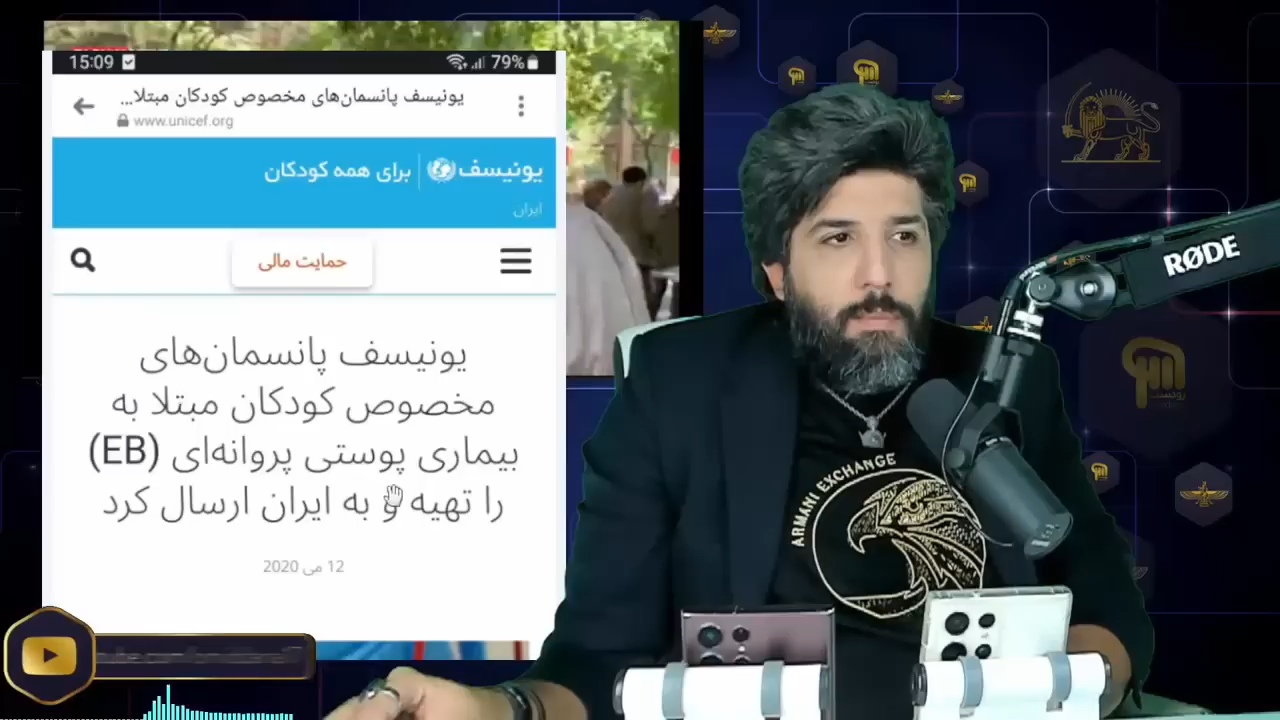 15:09
79%
یونیسف پانسمان‌های مخصوص کودکان مبتلا...
www.unicef.org
یونیسف | برای همه کودکان
ایران
حمایت مالی
یونیسف پانسمان‌های
مخصوص کودکان مبتلا به
بیماری پوستی پروانه‌ای (EB)
را تهیه و به ایران ارسال کرد
12 می 2020
RØDE
ARMANI EXCHANGE